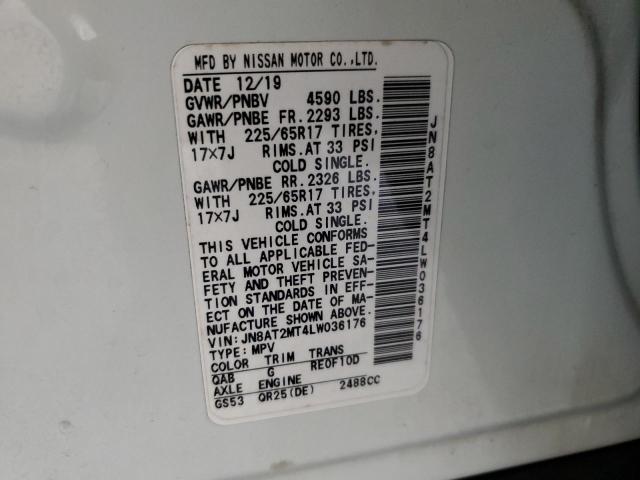 MFD BY NISSAN MOTOR CO.,LTD.
DATE 12/19
GVWR/PNBV 4590 LBS.
GAWR/PNBE FR. 2293 LBS.
WITH 225/65R17 TIRES,
17×7J RIMS.AT 33 PSI
COLD SINGLE.
GAWR/PNBE RR. 2326 LBS.
WITH 225/65R17 TIRES,
17×7J RIMS.AT 33 PSI
COLD SINGLE.
THIS VEHICLE CONFORMS
TO ALL APPLICABLE FED-
ERAL MOTOR VEHICLE SA-
FETY AND THEFT PREVEN-
TION STANDARDS IN EFF-
ECT ON THE DATE OF MA-
NUFACTURE SHOWN ABOVE.
VIN: JN8AT2MT4LW036176
TYPE: MPV
COLOR TRIM TRANS
QAB G RE0F10D
AXLE ENGINE
GS53 QR25(DE) 2488CC
JN8AT2MT4LW036176